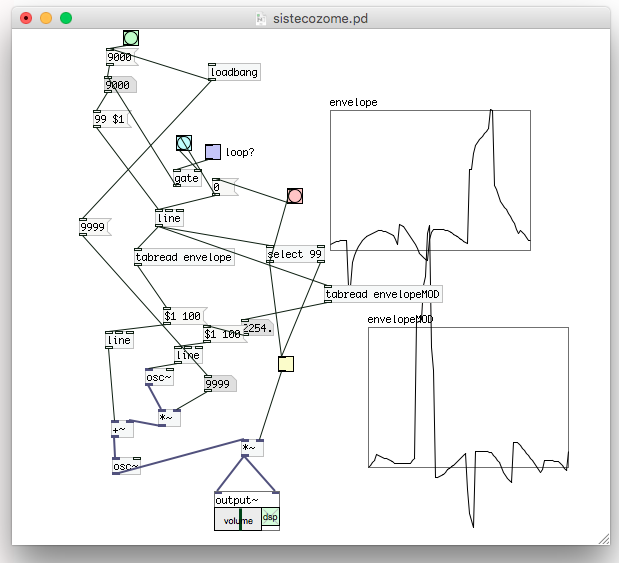 sistecozome.pd
9000
loadbang
9000
envelope
99 $1
loop?
gate
0
line
9999
tabread envelope
select 99
tabread envelopeMOD
$1 100
2254.
envelopeMOD
$1 100
line
line
osc~
9999
*~
+~
*~
osc~
output~
volume
dsp